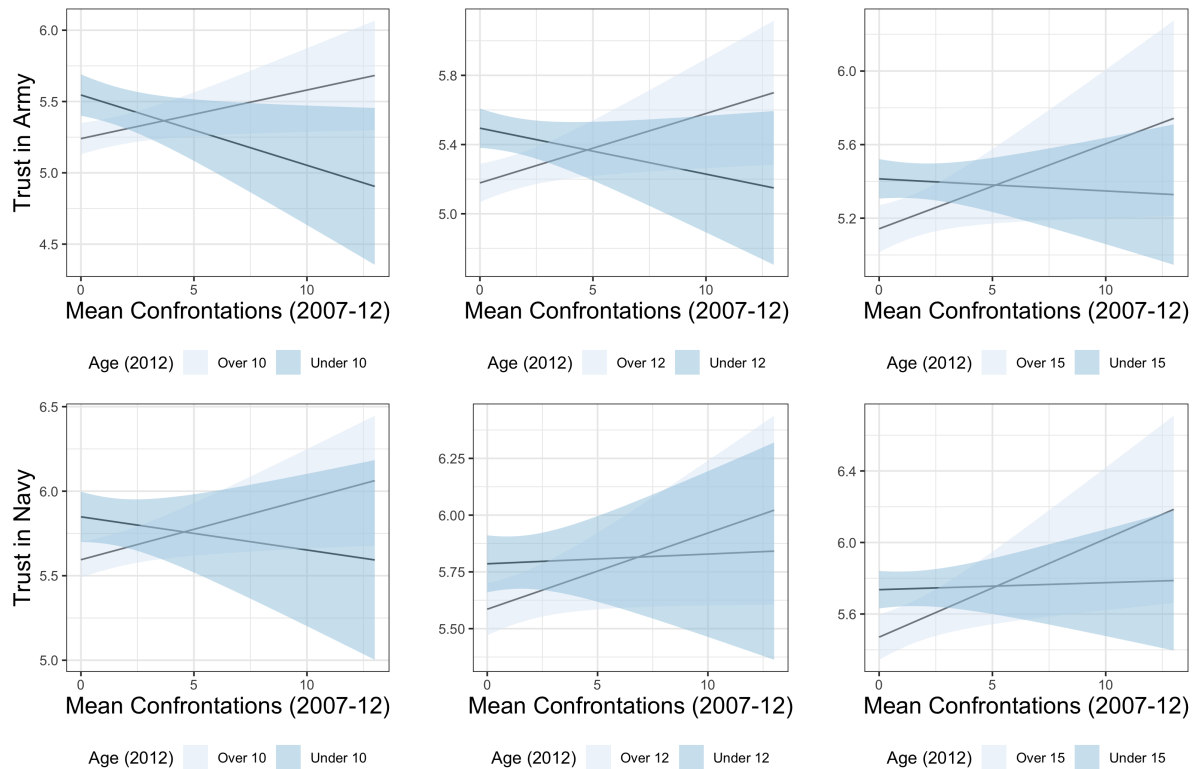 Trust in Army
6.0
5.5
5.0
4.5
0 5 10
Mean Confrontations (2007-12)
Age (2012) Over 10 Under 10
5.8
5.4
5.0
0 5 10
Mean Confrontations (2007-12)
Age (2012) Over 12 Under 12
6.0
5.6
5.2
0 5 10
Mean Confrontations (2007-12)
Age (2012) Over 15 Under 15
Trust in Navy
6.5
6.0
5.5
5.0
0 5 10
Mean Confrontations (2007-12)
Age (2012) Over 10 Under 10
6.25
6.00
5.75
5.50
0 5 10
Mean Confrontations (2007-12)
Age (2012) Over 12 Under 12
6.4
6.0
5.6
0 5 10
Mean Confrontations (2007-12)
Age (2012) Over 15 Under 15